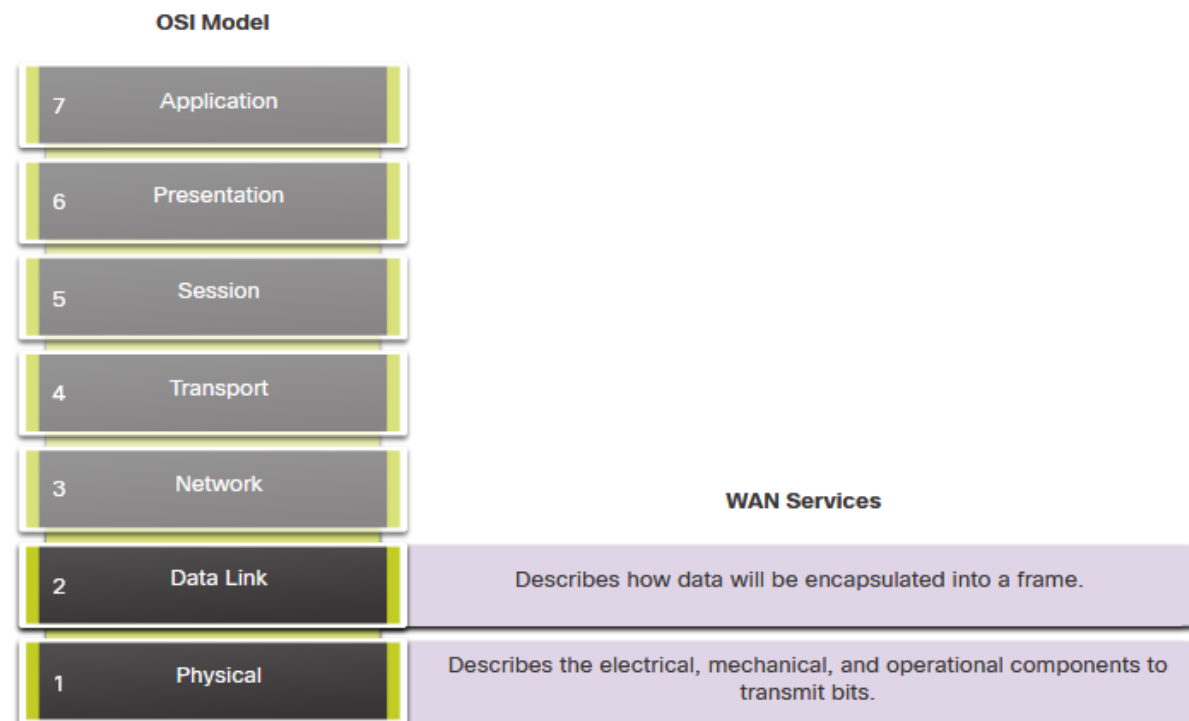 OSI Model
7 Application
6 Presentation
5 Session
4 Transport
3 Network
WAN Services
2 Data Link Describes how data will be encapsulated into a frame.
1 Physical Describes the electrical, mechanical, and operational components to
transmit bits.